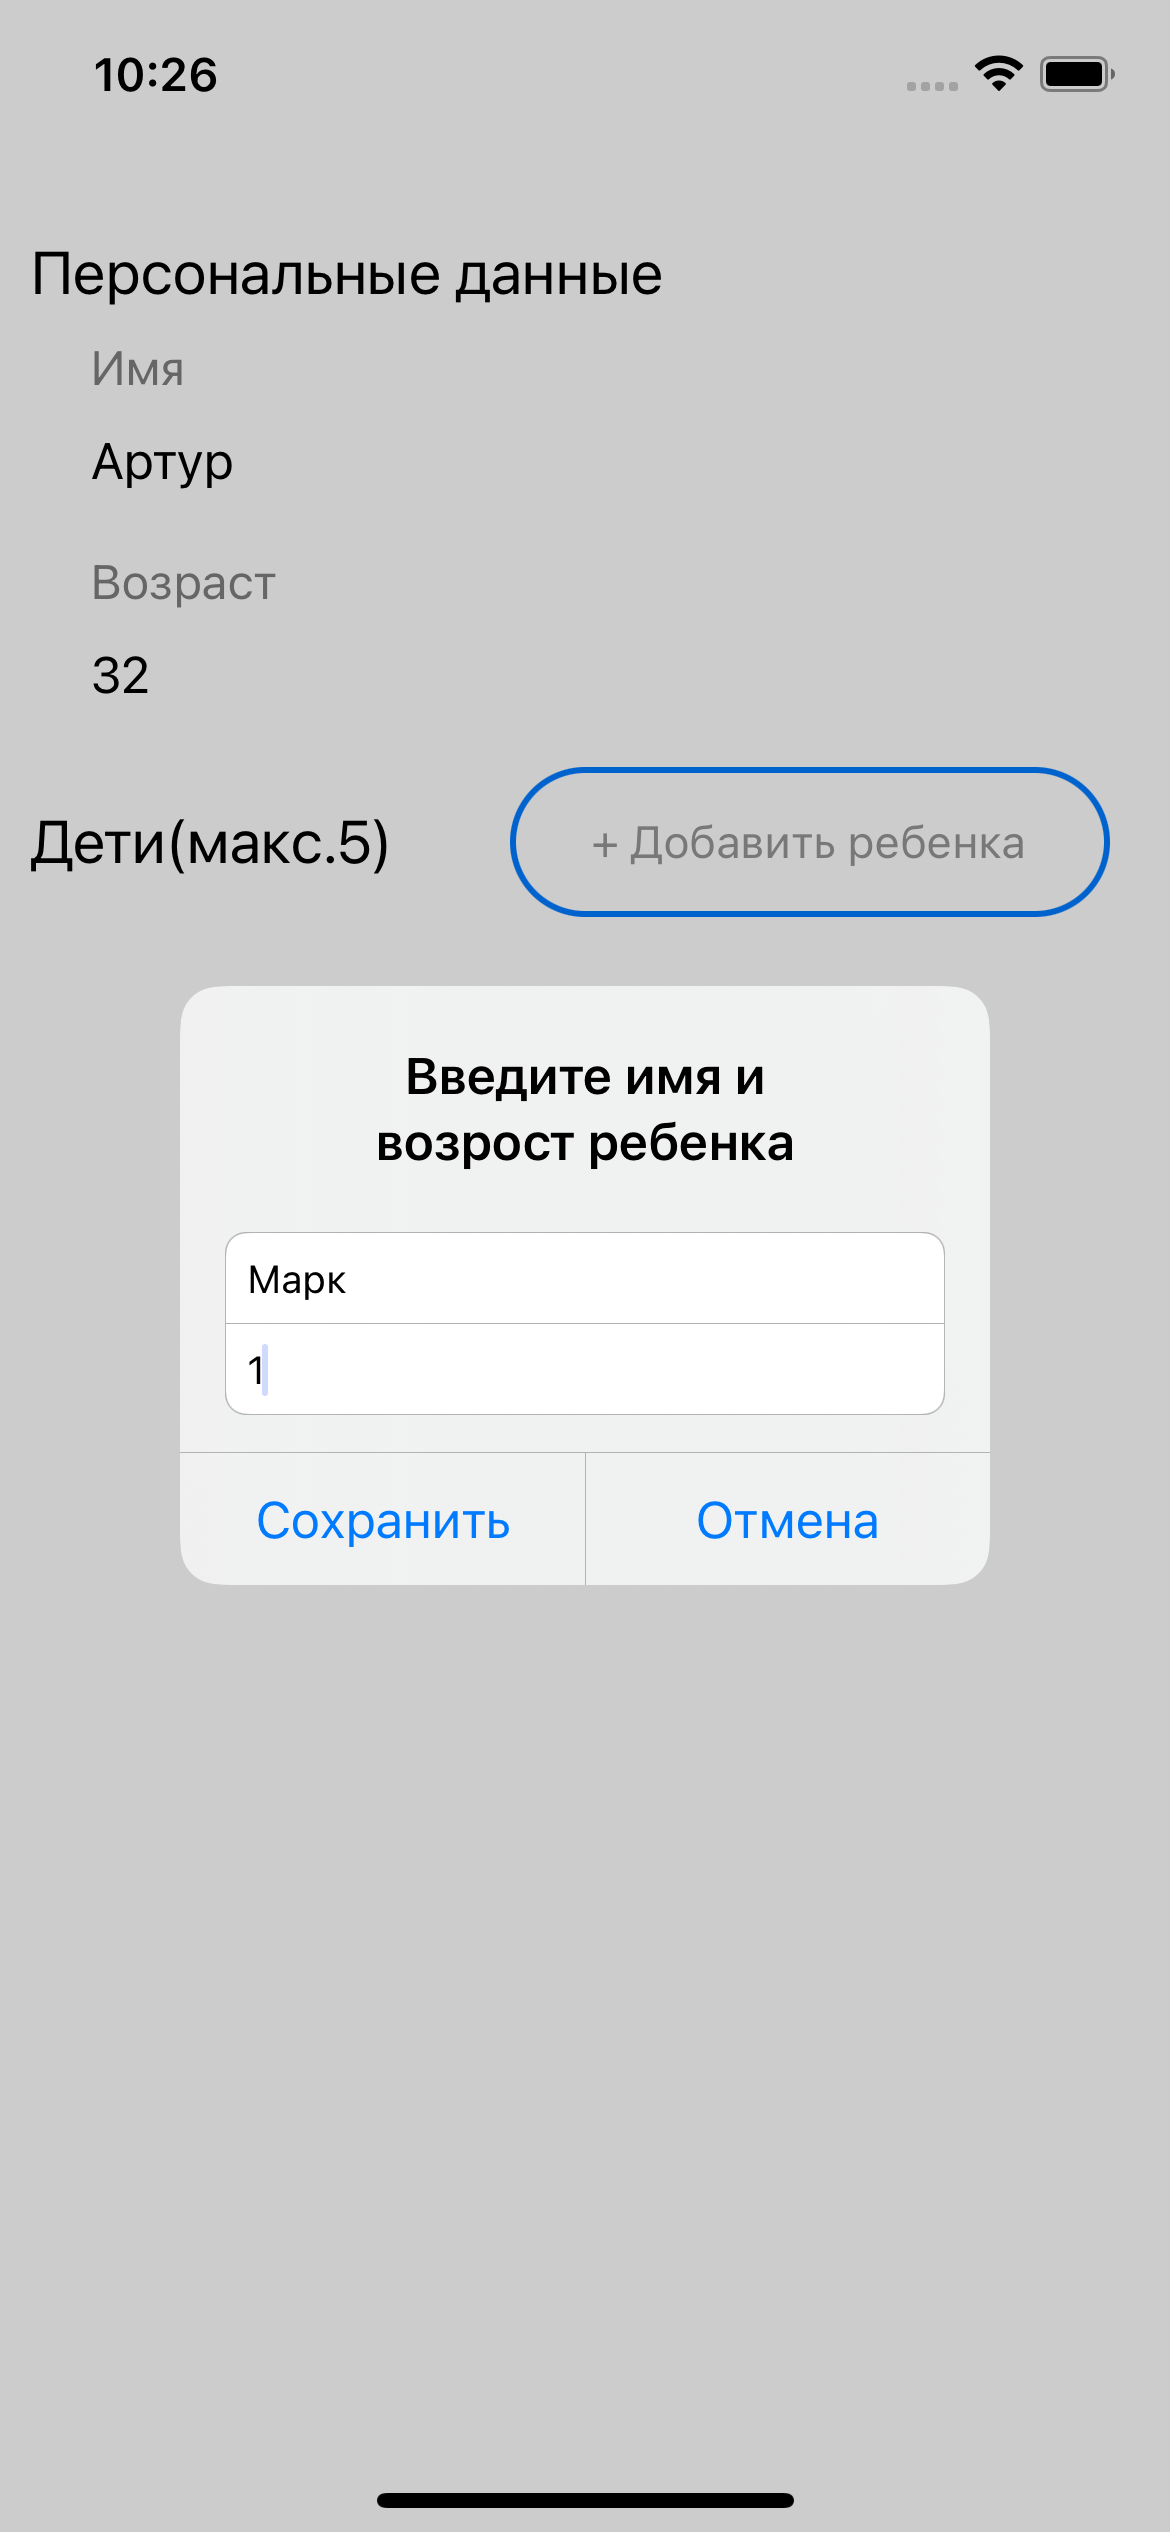 10:26
Персональные данные
Имя
Артур
Возраст
32
Дети(макс.5)
+ Добавить ребенка
Введите имя и
возрост ребенка
Марк
1
Сохранить
Отмена